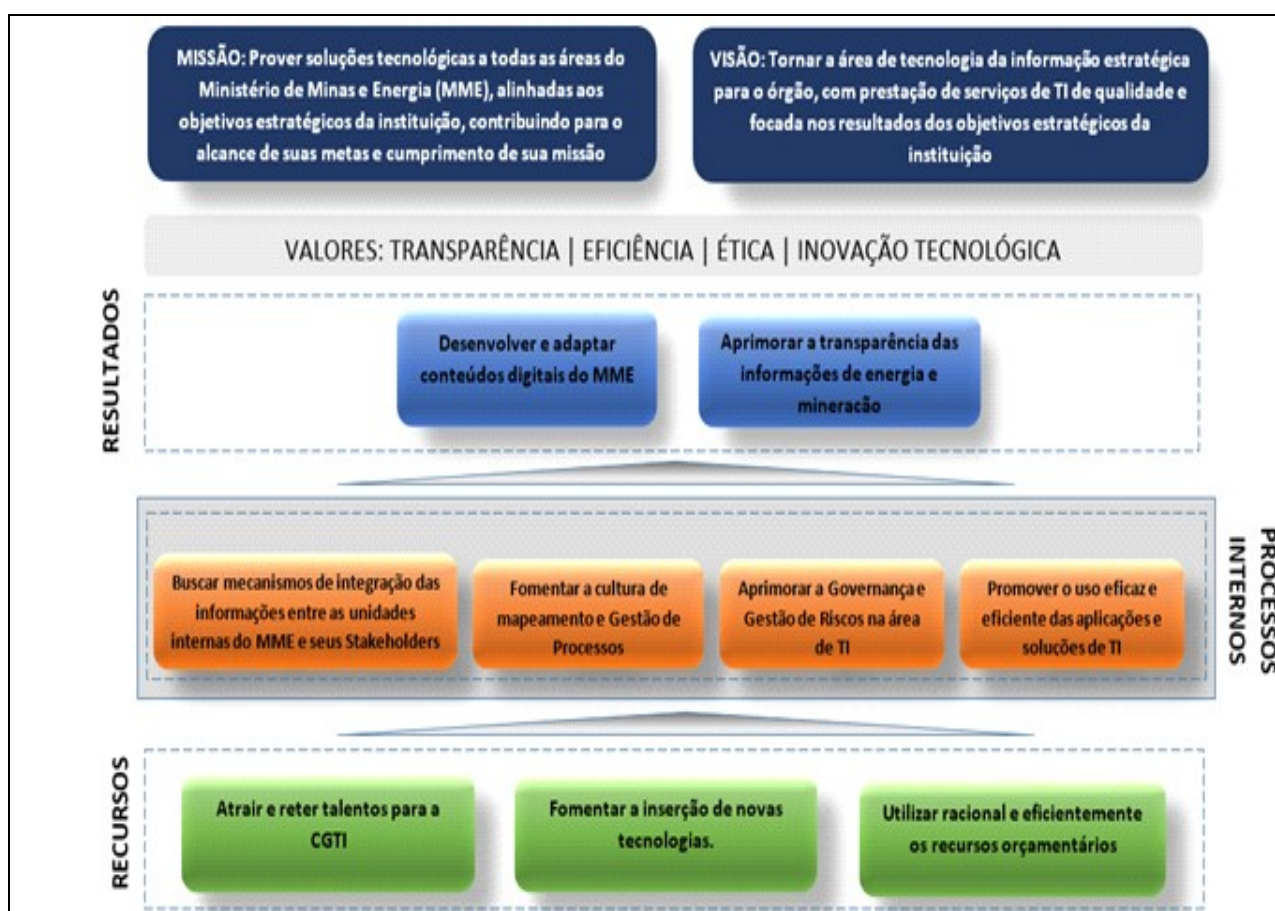 MISSÃO: Prover soluções tecnológicas a todas as áreas do
Ministério de Minas e Energia (MME), alinhadas aos
objetivos estratégicos da instituição, contribuindo para o
alcance de suas metas e cumprimento de sua missão
VISÃO: Tornar a área de tecnologia da informação estratégica
para o órgão, com prestação de serviços de TI de qualidade e
focada nos resultados dos objetivos estratégicos da
instituição
VALORES: TRANSPARÊNCIA | EFICIÊNCIA | ÉTICA | INOVAÇÃO TECNOLÓGICA
RESULTADOS
Desenvolver e adaptar
conteúdos digitais do MME
Aprimorar a transparência das
informações de energia e
mineracão
PROCESSOS
INTERNOS
Buscar mecanismos de integração das
informações entre as unidades
internas do MME e seus Stakeholders
Fomentar a cultura de
mapeamento e Gestão de
Processos
Aprimorar a Governança e
Gestão de Riscos na área
de TI
Promover o uso eficaz e
eficiente das aplicações e
soluções de TI
RECURSOS
Atrair e reter talentos para a
CGTI
Fomentar a inserção de novas
tecnologias.
Utilizar racional e eficientemente
os recursos orçamentários